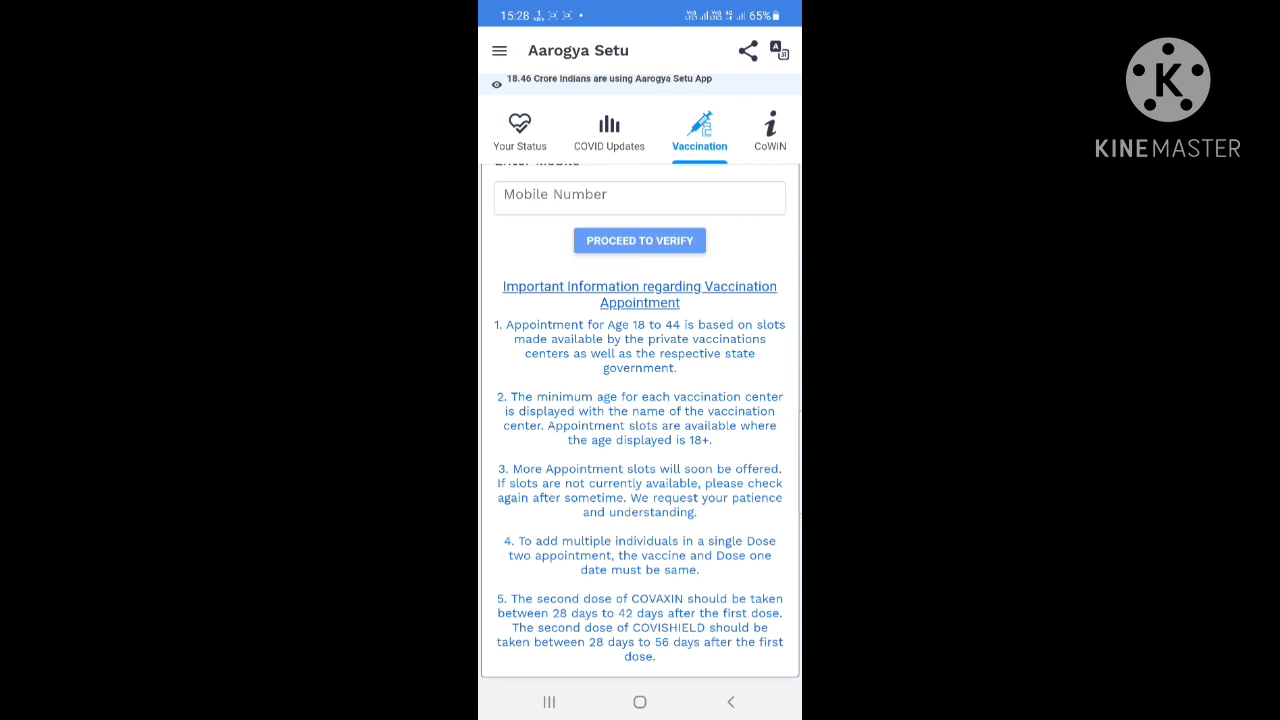 15:28
65%
Aarogya Setu
18.46 Crore Indians are using Aarogya Setu App
Your Status
COVID Updates
Vaccination
CoWIN
Mobile Number
PROCEED TO VERIFY
Important Information regarding Vaccination
Appointment
1. Appointment for Age 18 to 44 is based on slots
made available by the private vaccinations
centers as well as the respective state
government.
2. The minimum age for each vaccination center
is displayed with the name of the vaccination
center. Appointment slots are available where
the age displayed is 18+.
3. More Appointment slots will soon be offered.
If slots are not currently available, please check
again after sometime. We request your patience
and understanding.
4. To add multiple individuals in a single Dose
two appointment, the vaccine and Dose one
date must be same.
5. The second dose of COVAXIN should be taken
between 28 days to 42 days after the first dose.
The second dose of COVISHIELD should be
taken between 28 days to 56 days after the first
dose.
K
KINEMASTER